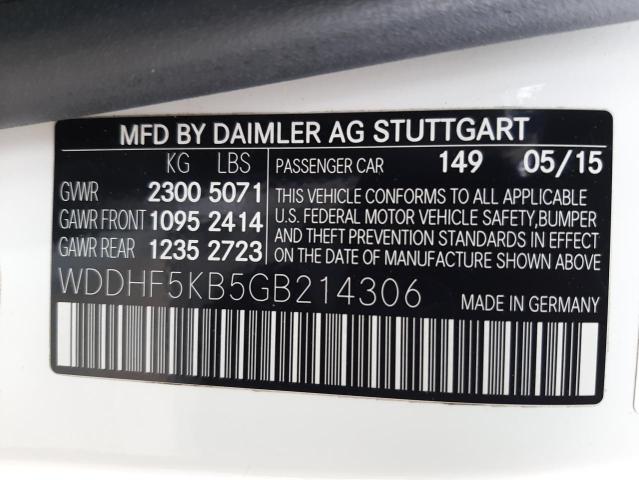 MFD BY DAIMLER AG STUTTGART
KG LBS
GVWR 2300 5071
GAWR FRONT 1095 2414
GAWR REAR 1235 2723
PASSENGER CAR 149 05/15
THIS VEHICLE CONFORMS TO ALL APPLICABLE
U.S. FEDERAL MOTOR VEHICLE SAFETY,BUMPER
AND THEFT PREVENTION STANDARDS IN EFFECT
ON THE DATE OF MANUFACTURE SHOWN ABOVE.
WDDHF5KB5GB214306
MADE IN GERMANY